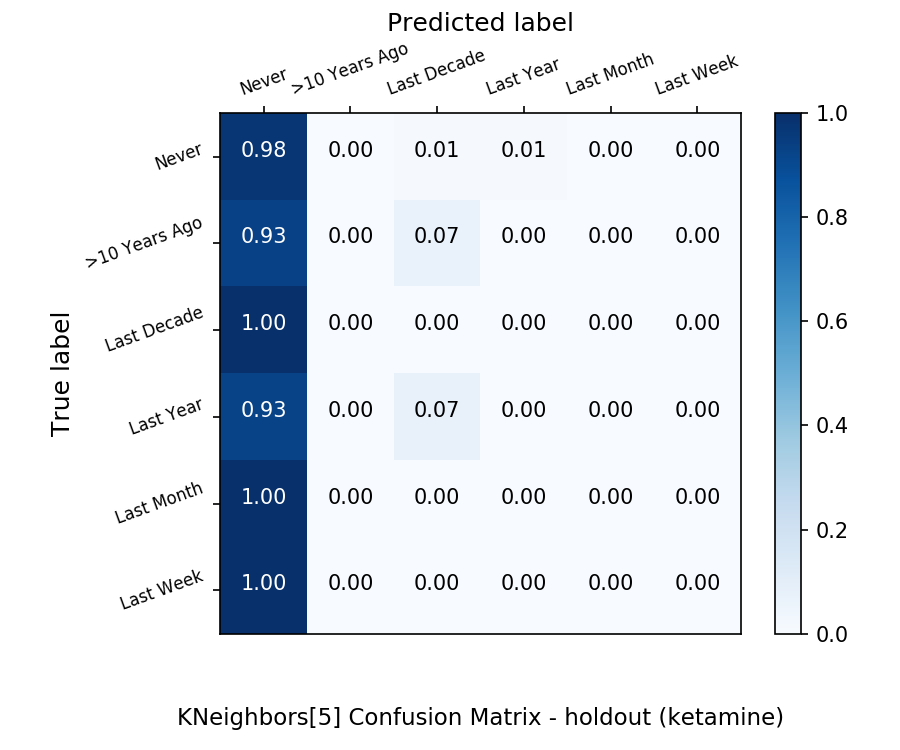 Predicted label
Never >10 Years Ago Last Decade Last Year Last Month Last Week
True label
Never 0.98 0.00 0.01 0.01 0.00 0.00
>10 Years Ago 0.93 0.00 0.07 0.00 0.00 0.00
Last Decade 1.00 0.00 0.00 0.00 0.00 0.00
Last Year 0.93 0.00 0.07 0.00 0.00 0.00
Last Month 1.00 0.00 0.00 0.00 0.00 0.00
Last Week 1.00 0.00 0.00 0.00 0.00 0.00
1.0
0.8
0.6
0.4
0.2
0.0
KNeighbors[5] Confusion Matrix - holdout (ketamine)